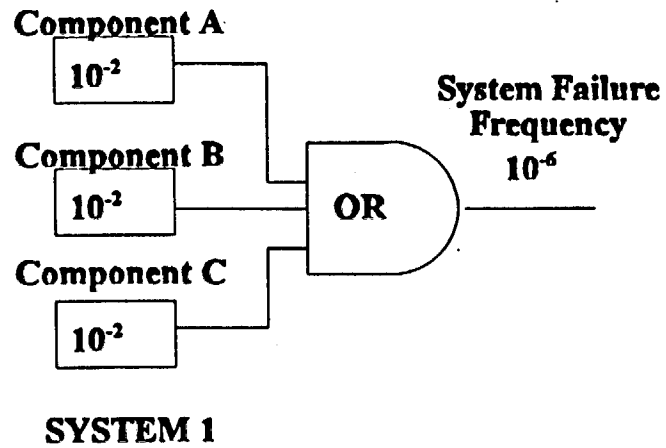 Component A
10⁻²
System Failure
Frequency
10⁻⁶
Component B
10⁻²
OR
Component C
10⁻²
SYSTEM 1